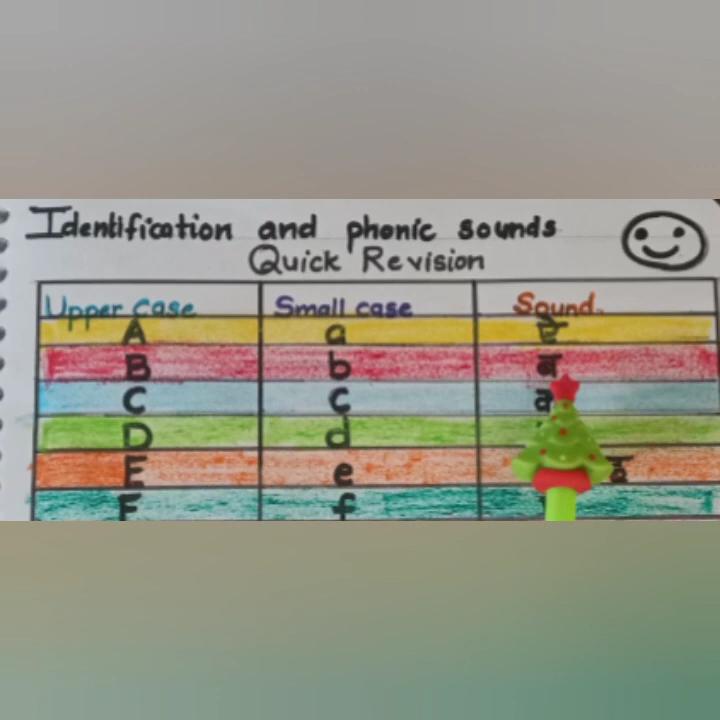 Identification and phonic sounds
Quick Revision
Upper case Small case Sound.
A a ऐ
B b ब
C c
D d
E e
F f